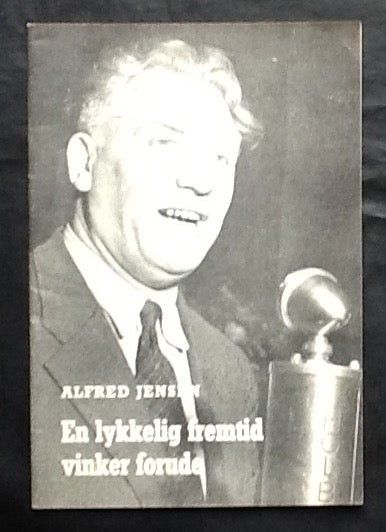 ALFRED JENSEN
En lykkelig fremtid
vinker forude